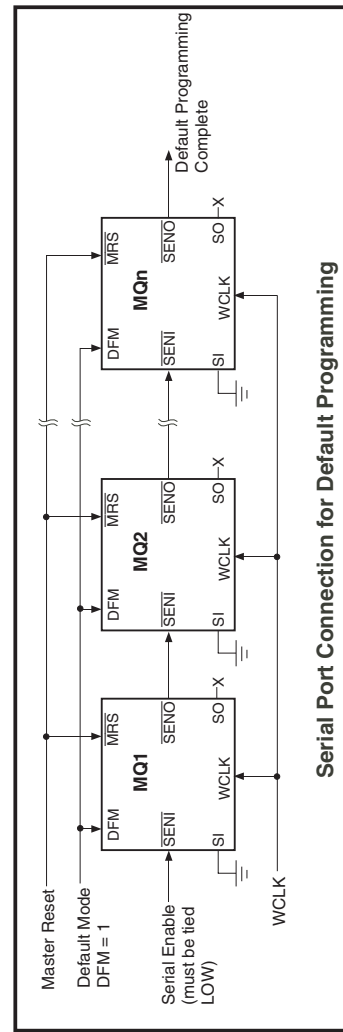 Master Reset
Default Mode
DFM = 1
DFM
MRS
MQ1
SENI
SENO
SI
WCLK
SO
X
DFM
MRS
MQ2
SENI
SENO
SI
WCLK
SO
X
DFM
MRS
MQn
SENI
SENO
SI
WCLK
SO
X
Serial Enable
(must be tied
LOW)
Default Programming
Complete
WCLK
Serial Port Connection for Default Programming